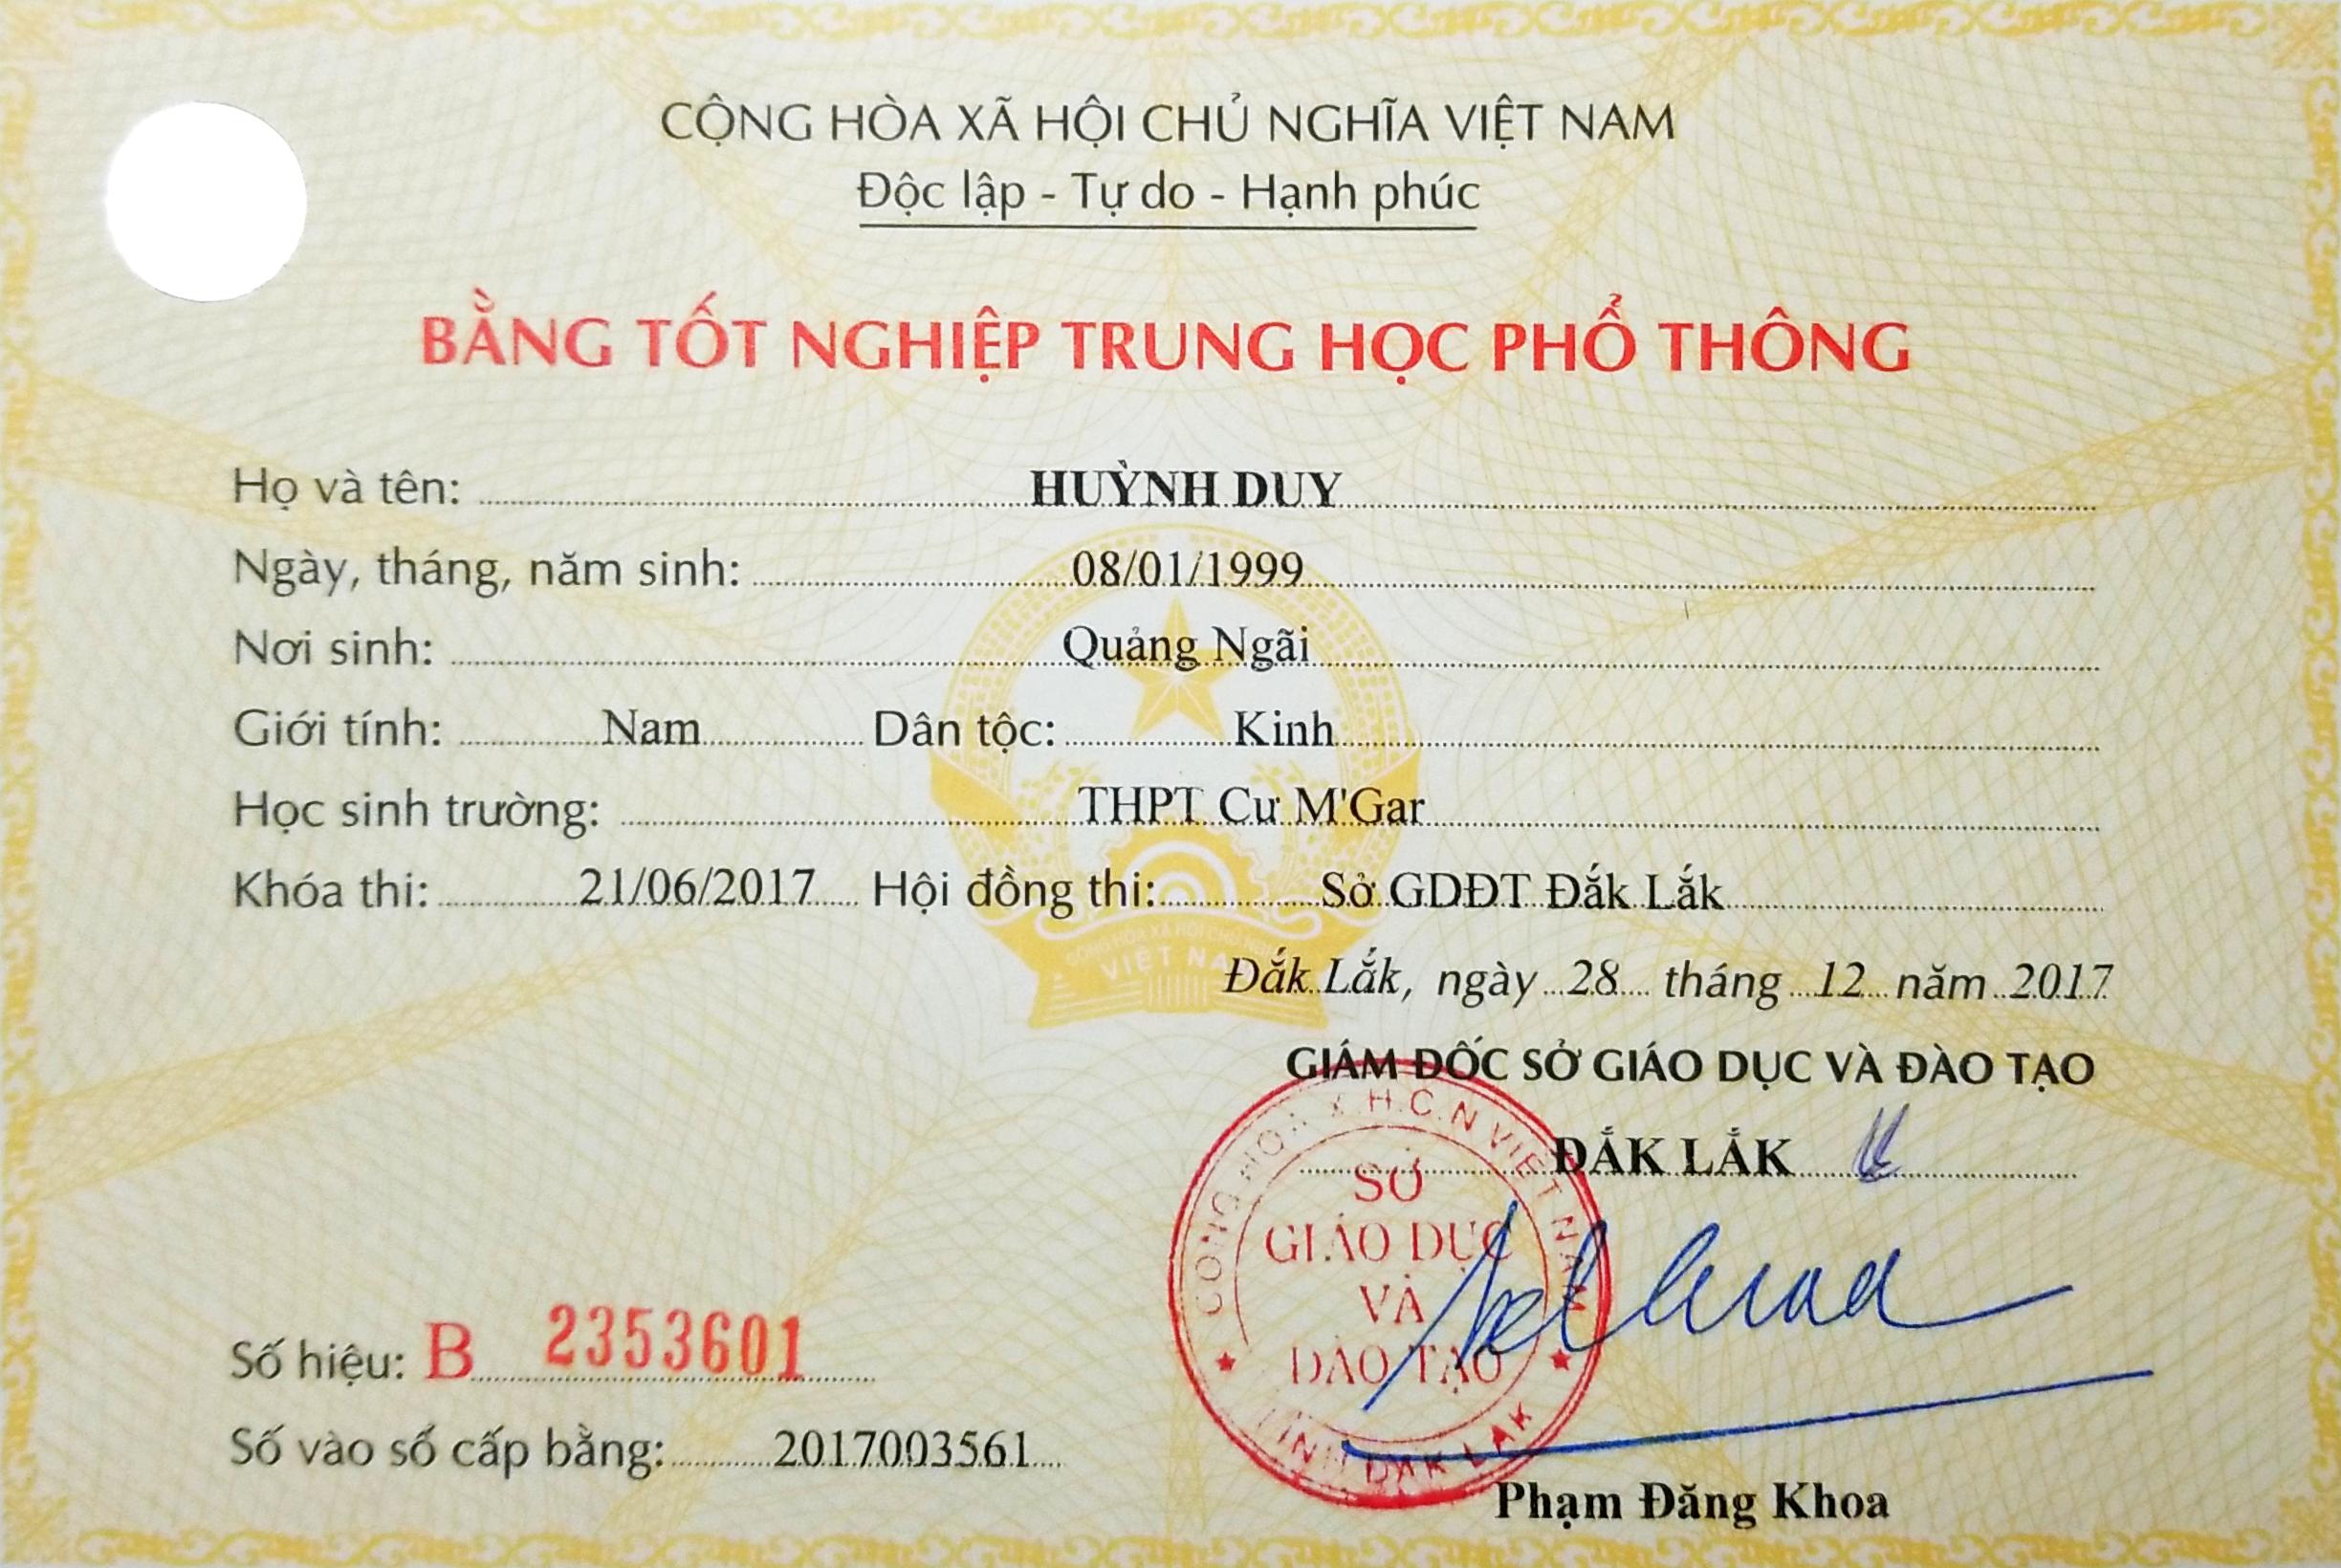 CỘNG HÒA XÃ HỘI CHỦ NGHĨA VIỆT NAM
Độc lập - Tự do - Hạnh phúc
BẰNG TỐT NGHIỆP TRUNG HỌC PHỔ THÔNG
Họ và tên: HUỲNH DUY
Ngày, tháng, năm sinh: 08/01/1999
Nơi sinh: Quảng Ngãi
Giới tính: Nam Dân tộc: Kinh
Học sinh trường: THPT Cư M'Gar
Khóa thi: 21/06/2017 Hội đồng thi: Sở GDĐT Đắk Lắk
VIỆT NAM
Đắk Lắk, ngày 28 tháng 12 năm 2017
GIÁM ĐỐC SỞ GIÁO DỤC VÀ ĐÀO TẠO
ĐẮK LẮK
CỘNG HÒA X.H.C.N VIỆT NAM
SỞ
GIÁO DỤC
VÀ
ĐÀO TẠO
TỈNH ĐẮK LẮK
Số hiệu: B 2353601
Số vào sổ cấp bằng: 2017003561
Phạm Đăng Khoa